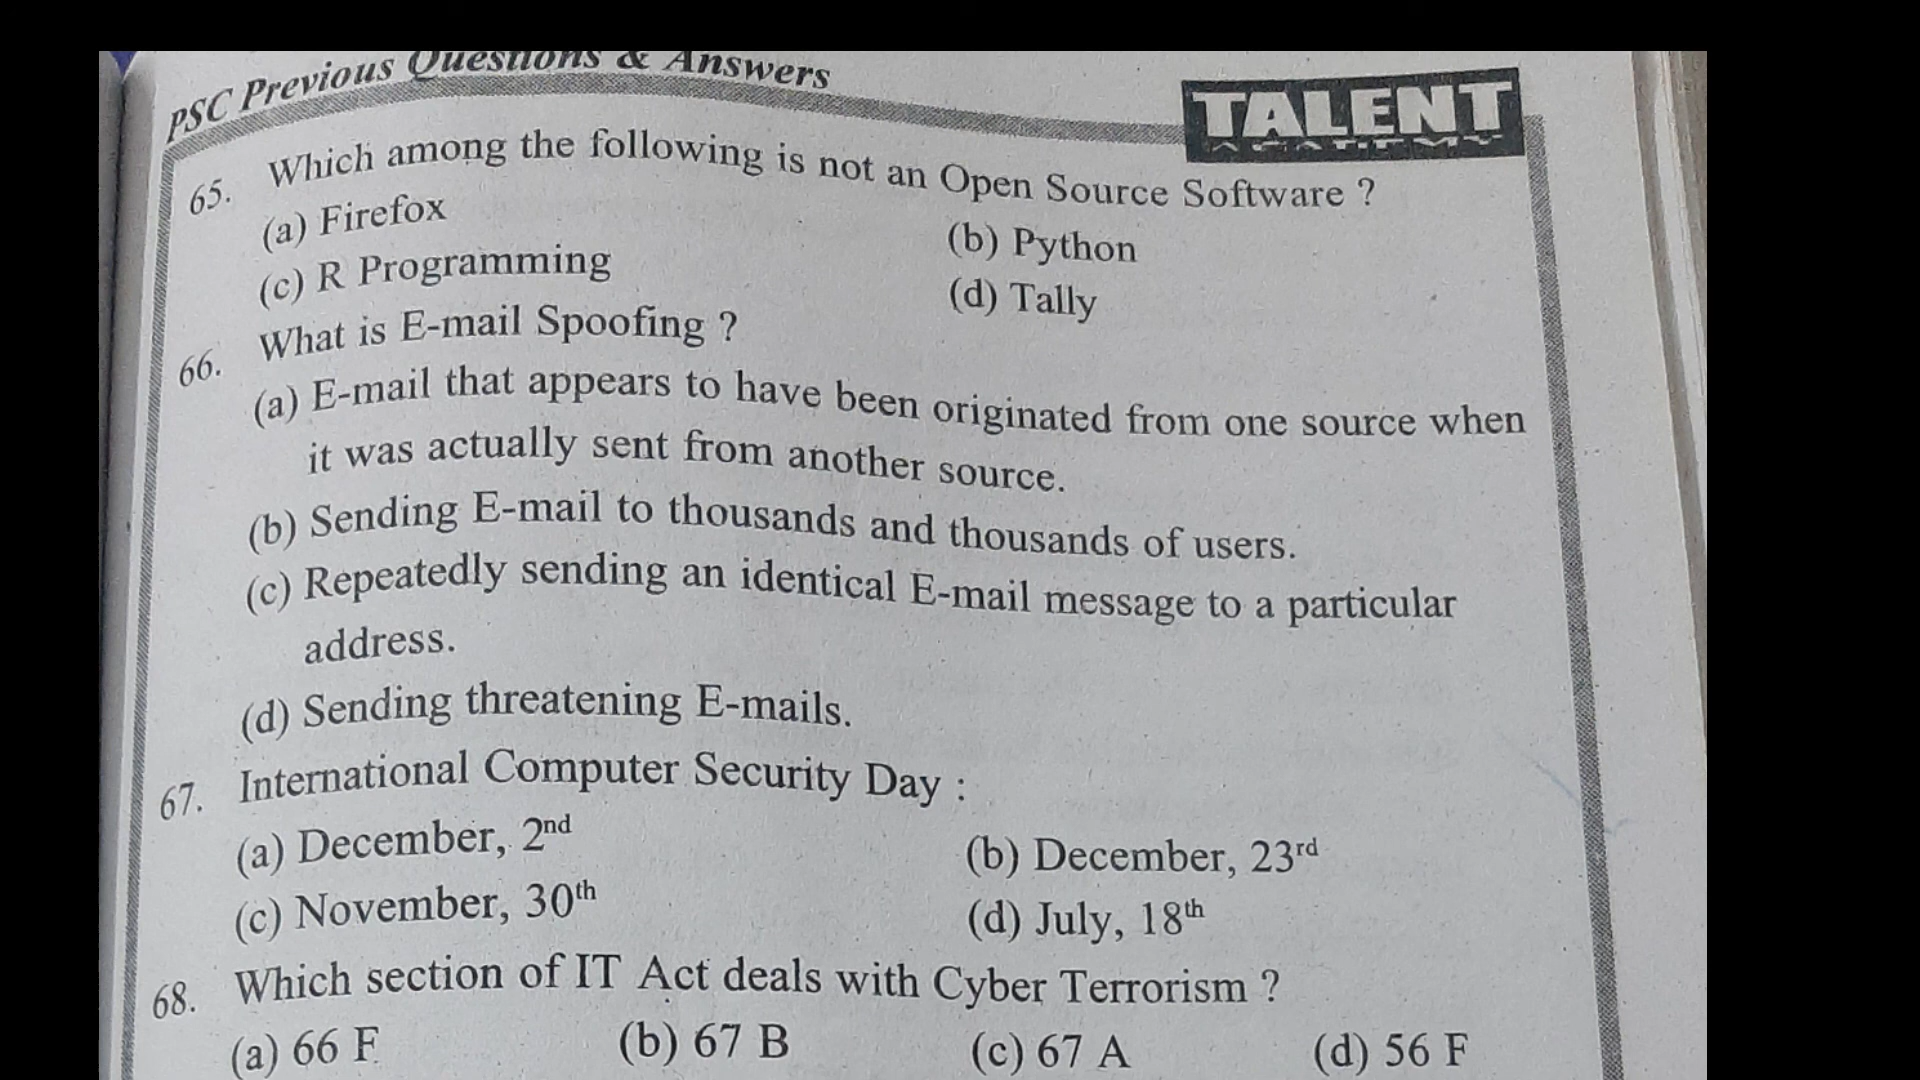 PSC Previous Questions & Answers
TALENT
ACADEMY
65. Which among the following is not an Open Source Software ?
(a) Firefox (b) Python
(c) R Programming (d) Tally
66. What is E-mail Spoofing ?
(a) E-mail that appears to have been originated from one source when
it was actually sent from another source.
(b) Sending E-mail to thousands and thousands of users.
(c) Repeatedly sending an identical E-mail message to a particular
address.
(d) Sending threatening E-mails.
67. International Computer Security Day :
(a) December, 2nd (b) December, 23rd
(c) November, 30th (d) July, 18th
68. Which section of IT Act deals with Cyber Terrorism ?
(a) 66 F (b) 67 B (c) 67 A (d) 56 F